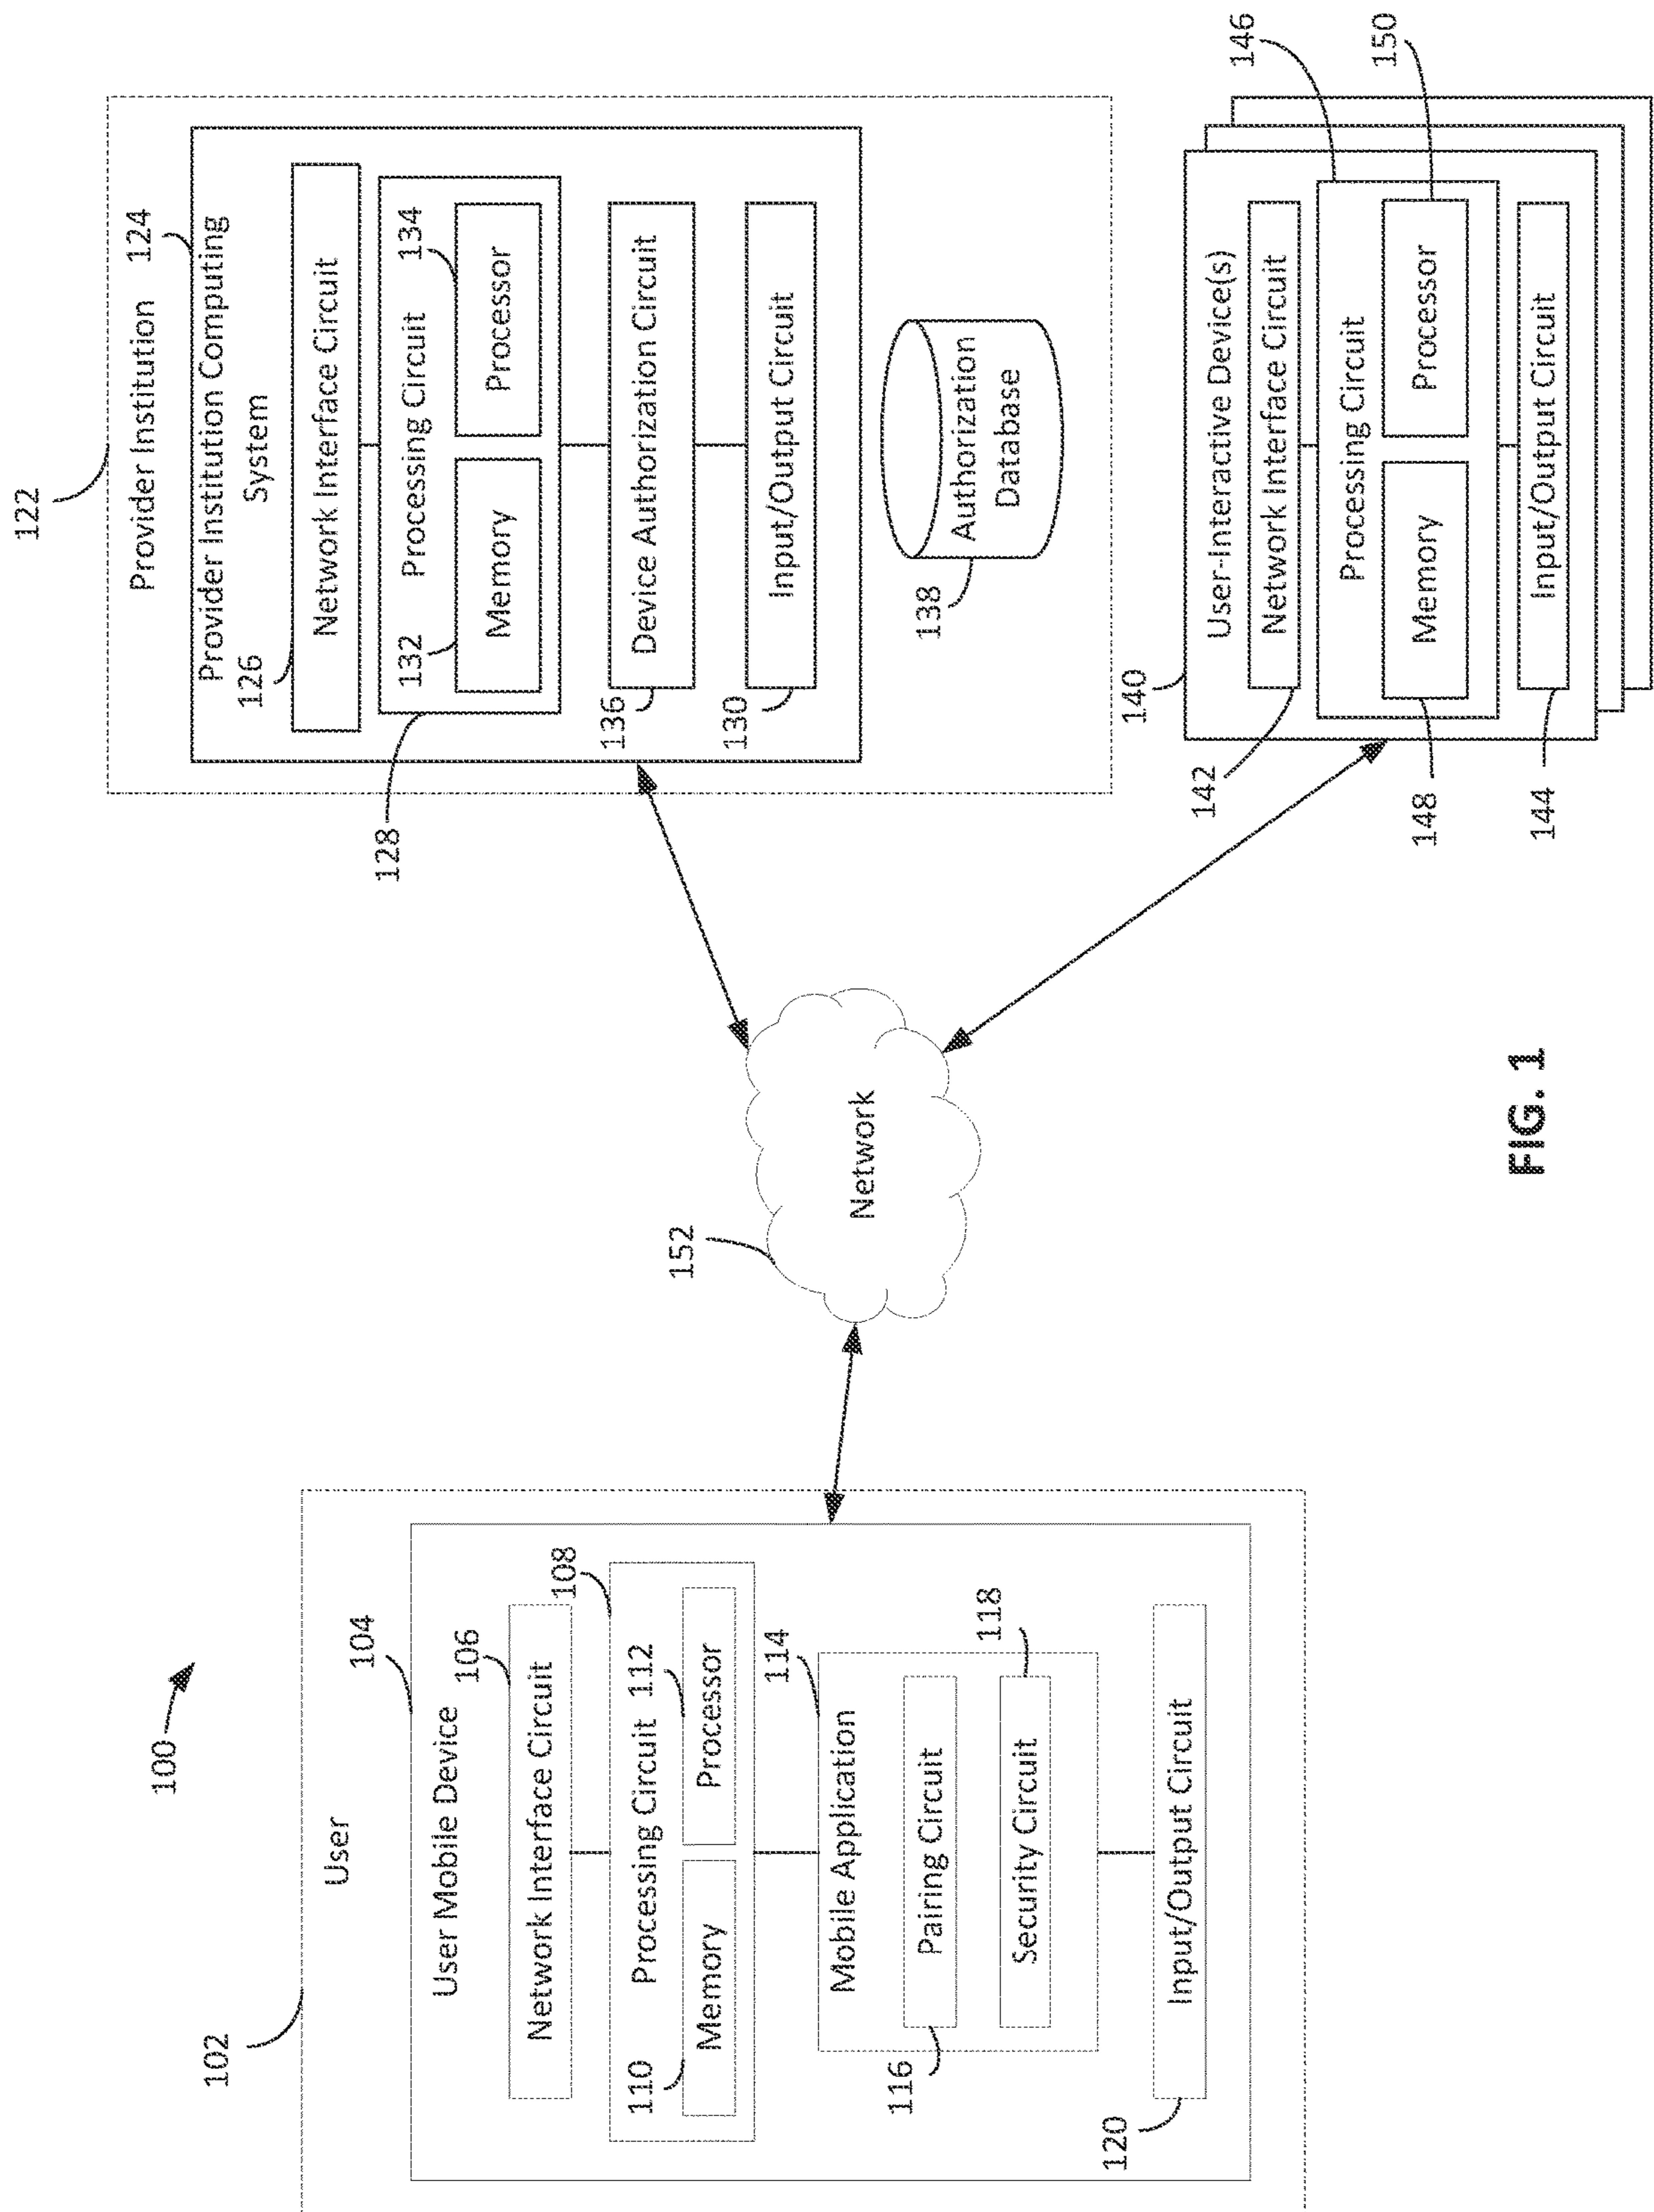 100
102
User
104
User Mobile Device
106
Network Interface Circuit
108
Processing Circuit
112
110
Memory
Processor
114
Mobile Application
Pairing Circuit
116
118
Security Circuit
Input/Output Circuit
120
152
Network
122
Provider Institution
124
Provider Institution Computing
System
126
Network Interface Circuit
Processing Circuit
134
132
Memory
Processor
128
Device Authorization Circuit
136
Input/Output Circuit
130
Authorization
Database
138
140
User-Interactive Device(s)
Network Interface Circuit
142
146
Processing Circuit
Memory
Processor
148
150
Input/Output Circuit
144
FIG. 1